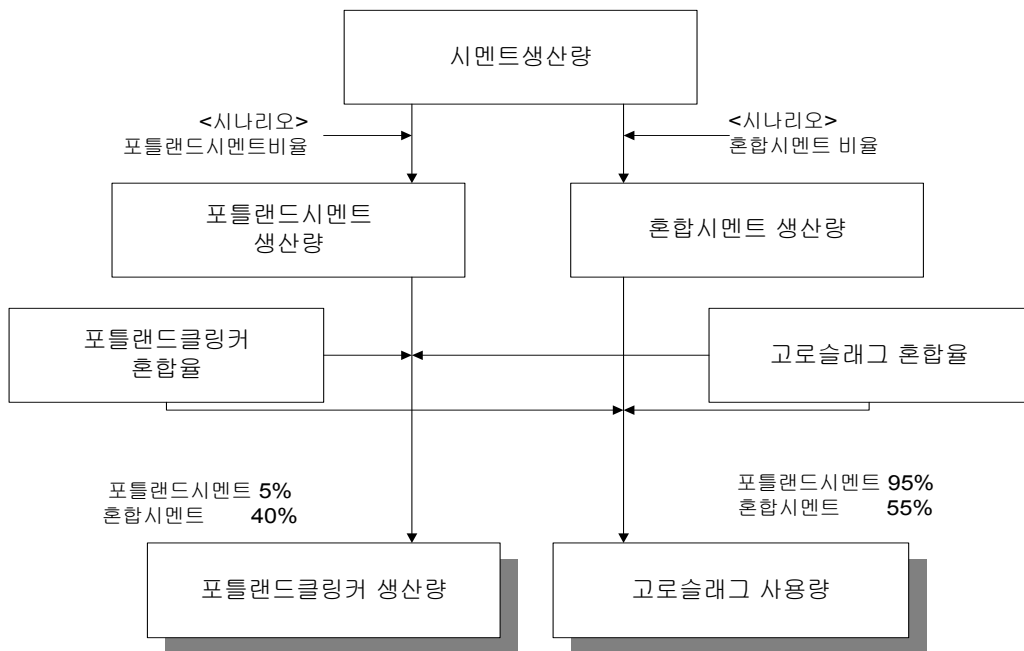 시멘트생산량
<시나리오>
포틀랜드시멘트비율
<시나리오>
혼합시멘트 비율
포틀랜드시멘트
생산량
혼합시멘트 생산량
포틀랜드클링커
혼합율
고로슬래그 혼합율
포틀랜드시멘트 5%
혼합시멘트 40%
포틀랜드시멘트 95%
혼합시멘트 55%
포틀랜드클링커 생산량
고로슬래그 사용량